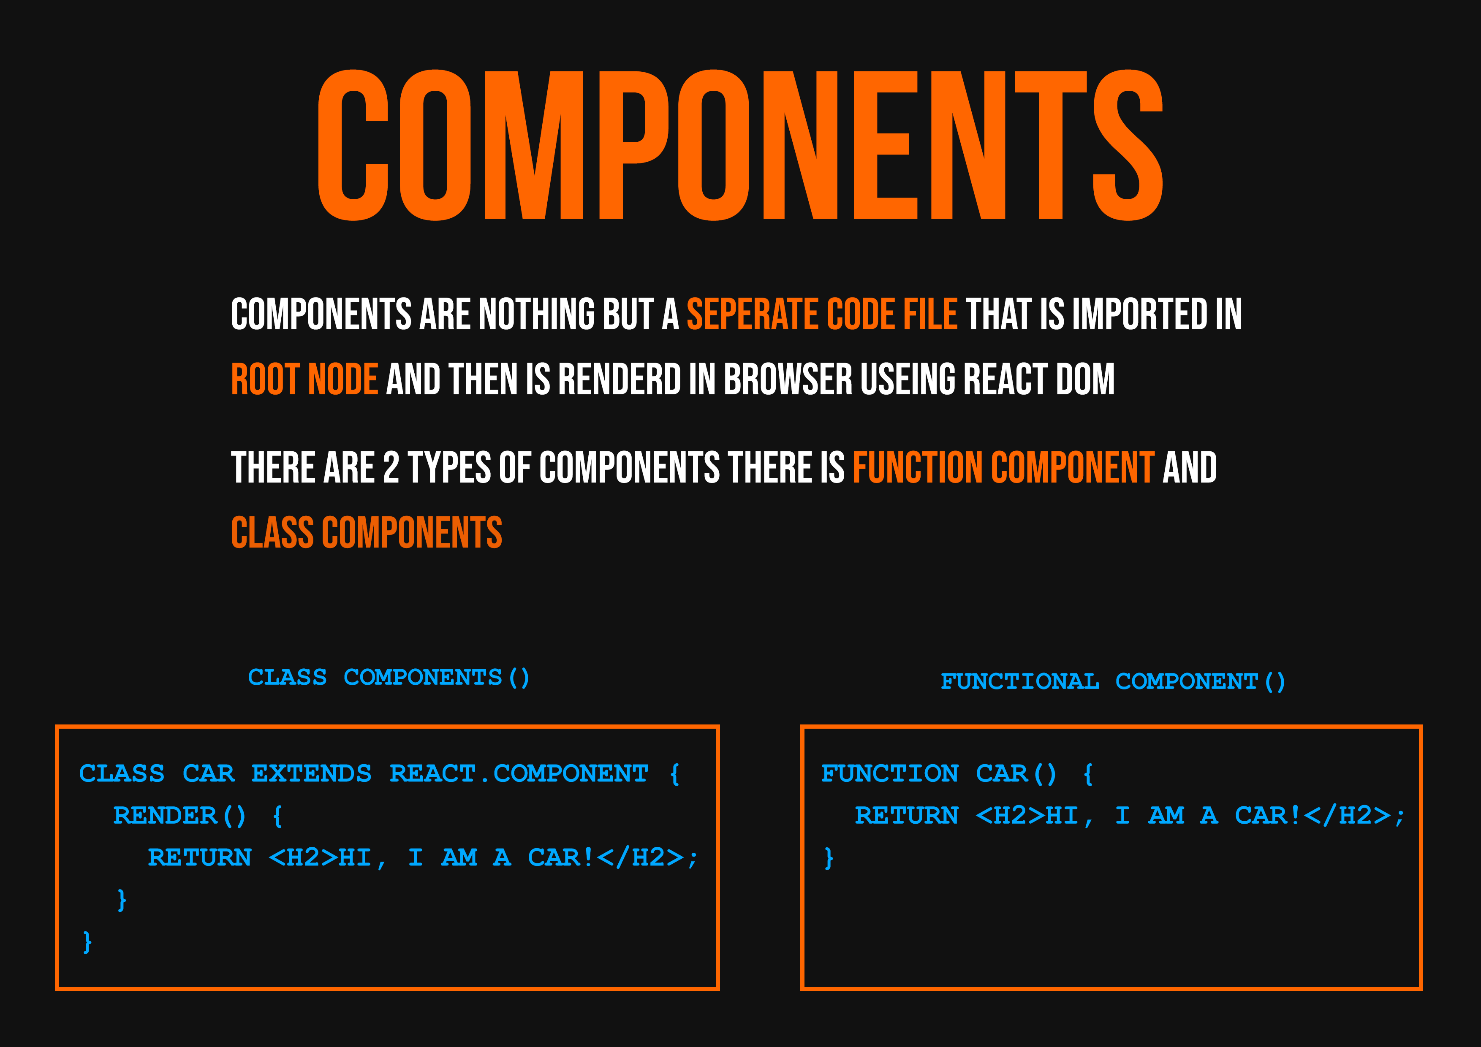 COMPONENTS
COMPONENTS ARE NOTHING BUT A SEPERATE CODE FILE THAT IS IMPORTED IN
ROOT NODE AND THEN IS RENDERD IN BROWSER USEING REACT DOM
THERE ARE 2 TYPES OF COMPONENTS THERE IS FUNCTION COMPONENT AND
CLASS COMPONENTS
CLASS COMPONENTS()
CLASS CAR EXTENDS REACT.COMPONENT {
  RENDER() {
    RETURN <H2>HI, I AM A CAR!</H2>;
  }
}
FUNCTIONAL COMPONENT()
FUNCTION CAR() {
  RETURN <H2>HI, I AM A CAR!</H2>;
}